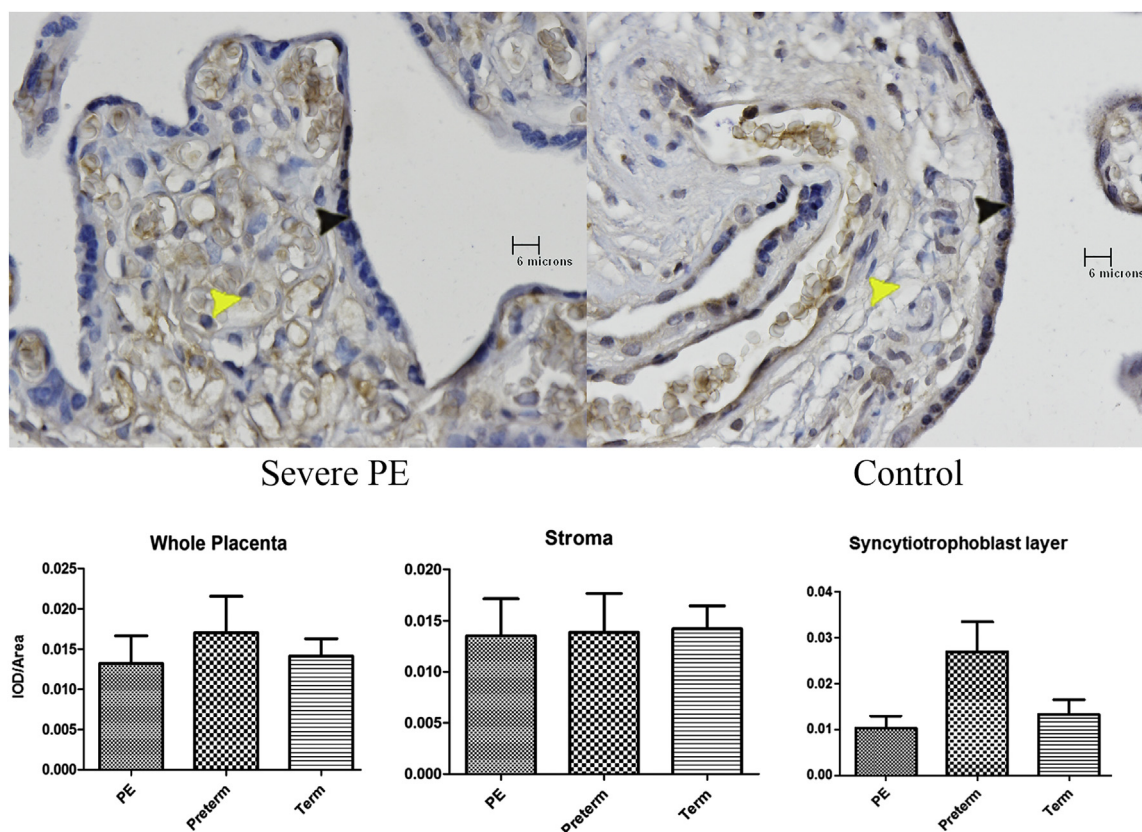 6 microns
6 microns
Severe PE
Control
Whole Placenta
IOD/Area
0.025
0.020
0.015
0.010
0.005
0.000
PE
Preterm
Term
Stroma
0.020
0.015
0.010
0.005
0.000
PE
Preterm
Term
Syncytiotrophoblast layer
0.04
0.03
0.02
0.01
0.00
PE
Preterm
Term